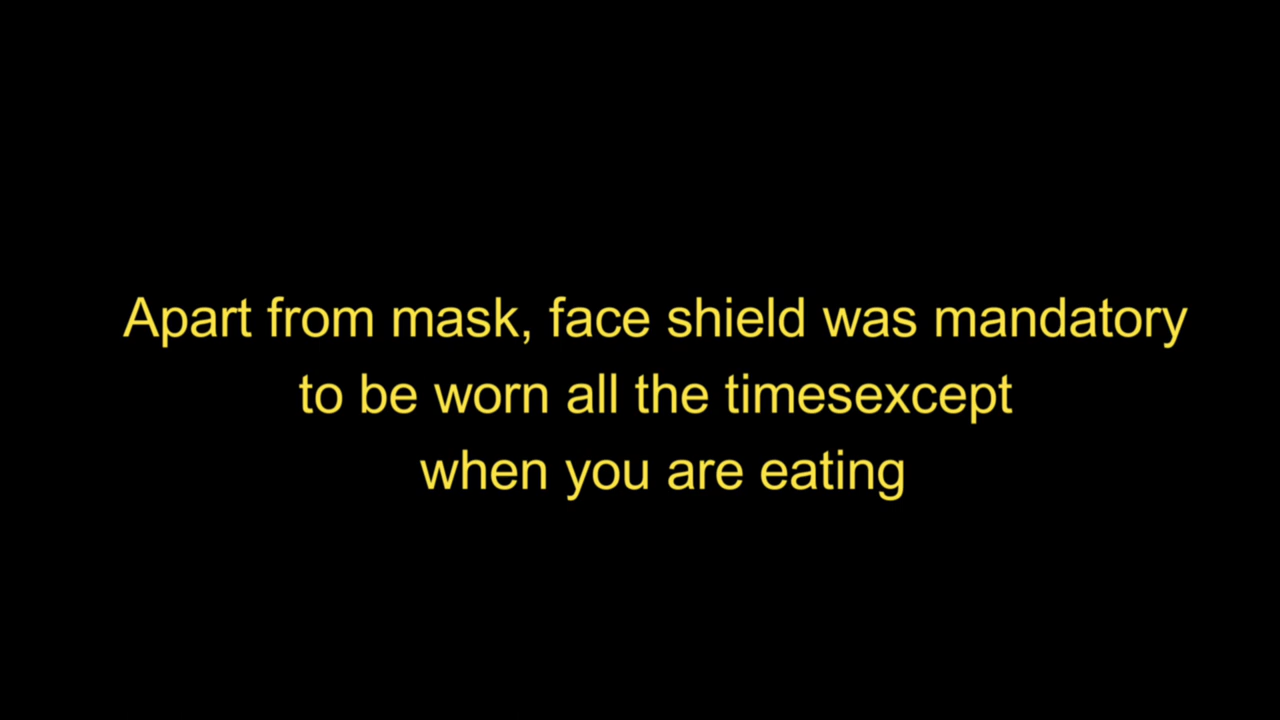 Apart from mask, face shield was mandatory
to be worn all the timesexcept
when you are eating